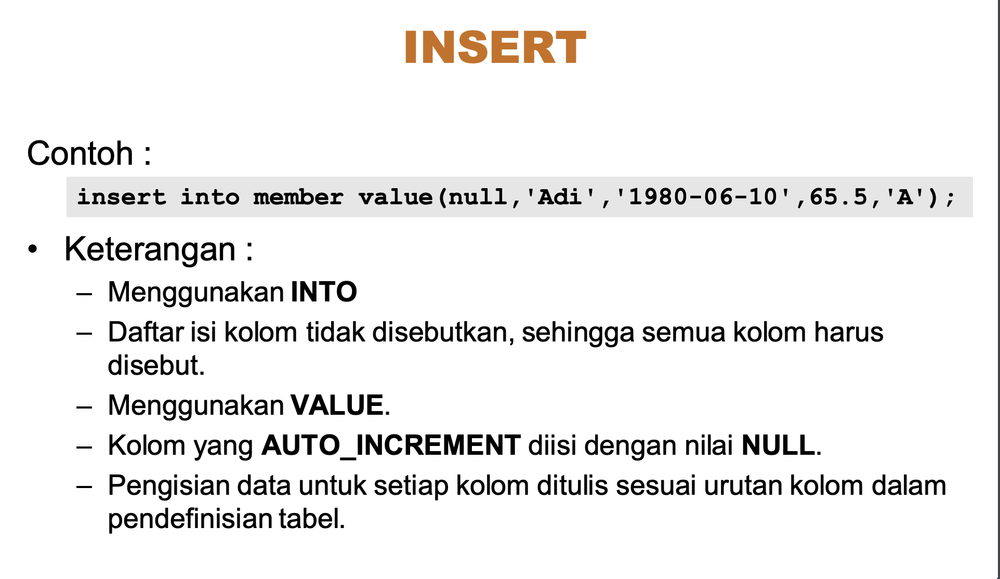 INSERT
Contoh :
insert into member value(null,'Adi','1980-06-10',65.5,'A');
• Keterangan :
– Menggunakan INTO
– Daftar isi kolom tidak disebutkan, sehingga semua kolom harus
disebut.
– Menggunakan VALUE.
– Kolom yang AUTO_INCREMENT diisi dengan nilai NULL.
– Pengisian data untuk setiap kolom ditulis sesuai urutan kolom dalam
pendefinisian tabel.